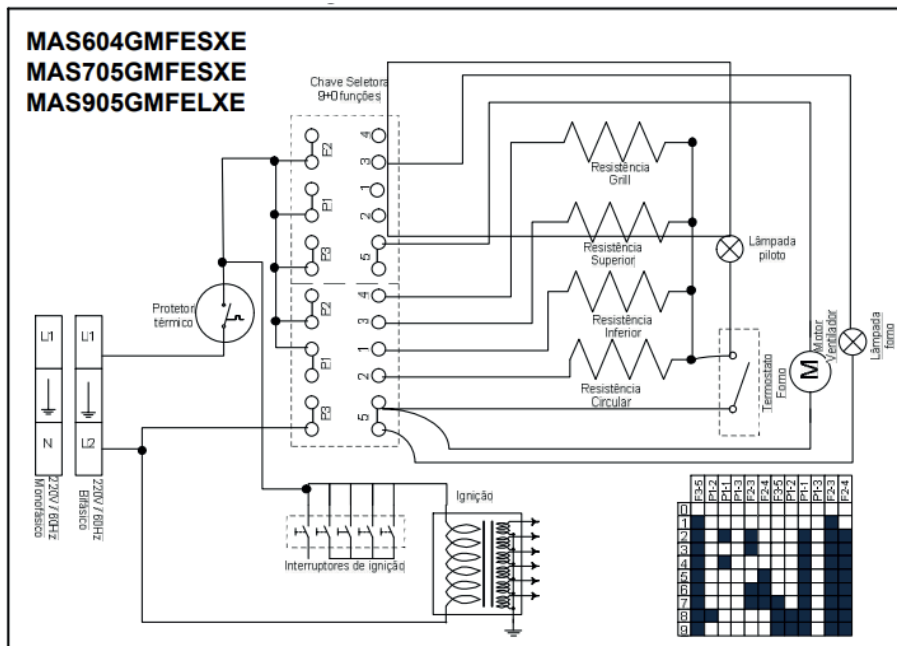 MAS604GMFESXE
MAS705GMFESXE
MAS905GMFELXE
Chave Seletora
9+0 funções
P2
4
3
P1
1
2
P3
5
P2
4
3
P1
1
2
P3
5
Resistência
Grill
Resistência
Superior
Resistência
Inferior
Resistência
Circular
Lâmpada
piloto
Termostato
Forno
M
Motor
Ventilador
Lâmpada
forno
Protetor
térmico
L1
N
220V / 60Hz
Monofásico
L1
L2
220V / 60Hz
Bifásico
Interruptores de ignição
Ignição
F3-5
P1-2
P1-1
P1-3
F2-3
F2-4
F3-5
P1-2
P1-1
P1-3
F2-3
F2-4
0
1
2
3
4
5
6
7
8
9